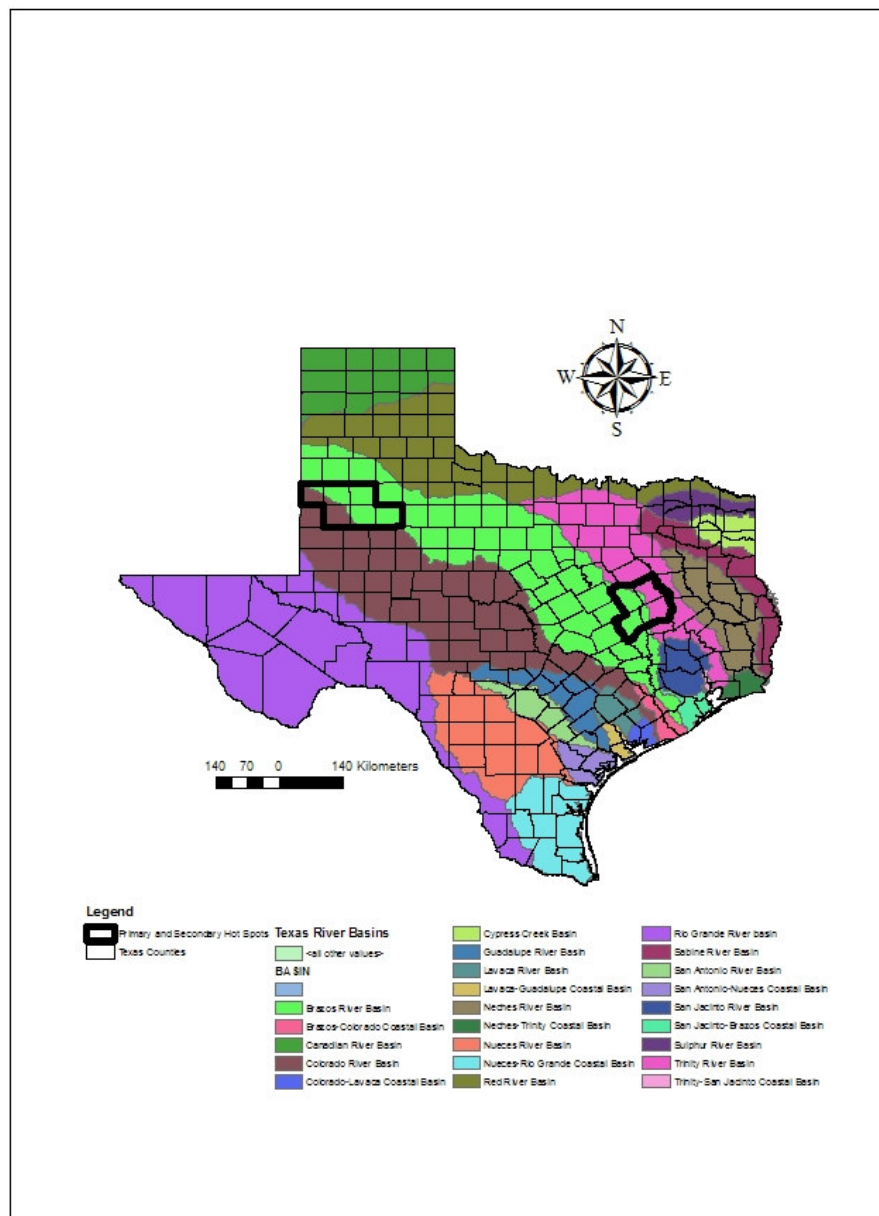 N
W E
S
140 70 0 140 Kilometers
Legend
Primary and Secondary Hot Spots
Texas Counties
Texas River Basins
<all other values>
BASIN
Brazos River Basin
Brazos-Colorado Coastal Basin
Canadian River Basin
Colorado River Basin
Colorado-Lavaca Coastal Basin
Cypress Creek Basin
Guadalupe River Basin
Lavaca River Basin
Lavaca-Guadalupe Coastal Basin
Neches River Basin
Neches-Trinity Coastal Basin
Nueces River Basin
Nueces-Rio Grande Coastal Basin
Red River Basin
Rio Grande River basin
Sabine River Basin
San Antonio River Basin
San Antonio-Nueces Coastal Basin
San Jacinto River Basin
San Jacinto-Brazos Coastal Basin
Sulphur River Basin
Trinity River Basin
Trinity-San Jacinto Coastal Basin